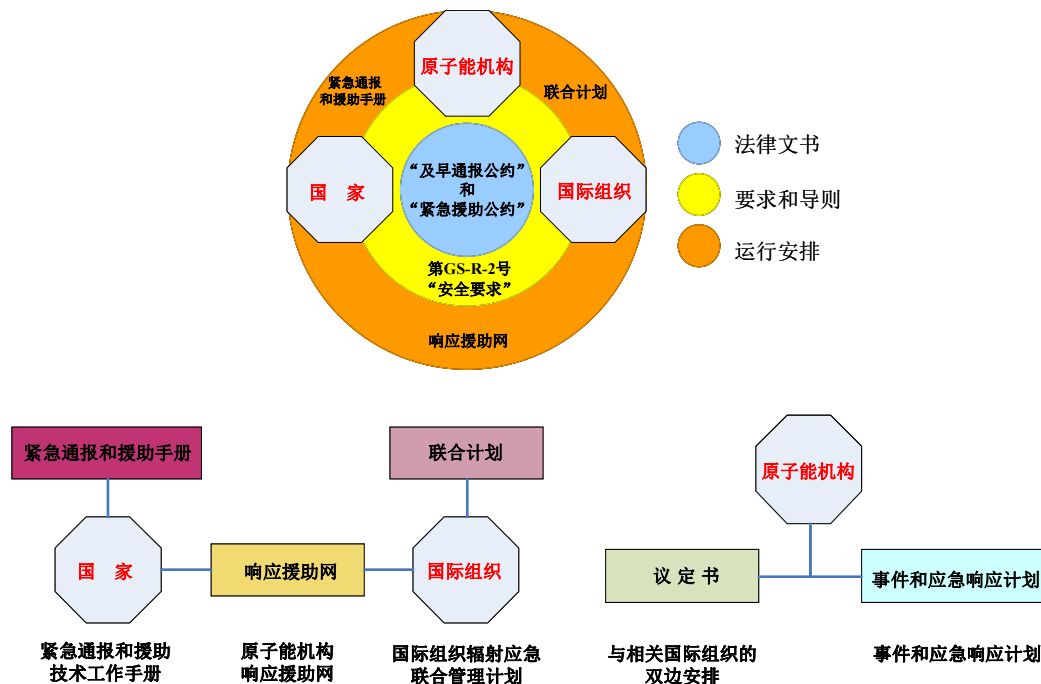 原子能机构
紧急通报
和援助手册
联合计划
国 家
“及早通报公约”
和
“紧急援助公约”
国际组织
第GS-R-2号
“安全要求”
响应援助网
法律文书
要求和导则
运行安排
紧急通报和援助手册
联合计划
原子能机构
国 家
响应援助网
国际组织
议 定 书
事件和应急响应计划
紧急通报和援助
技术工作手册
原子能机构
响应援助网
国际组织辐射应急
联合管理计划
与相关国际组织的
双边安排
事件和应急响应计划